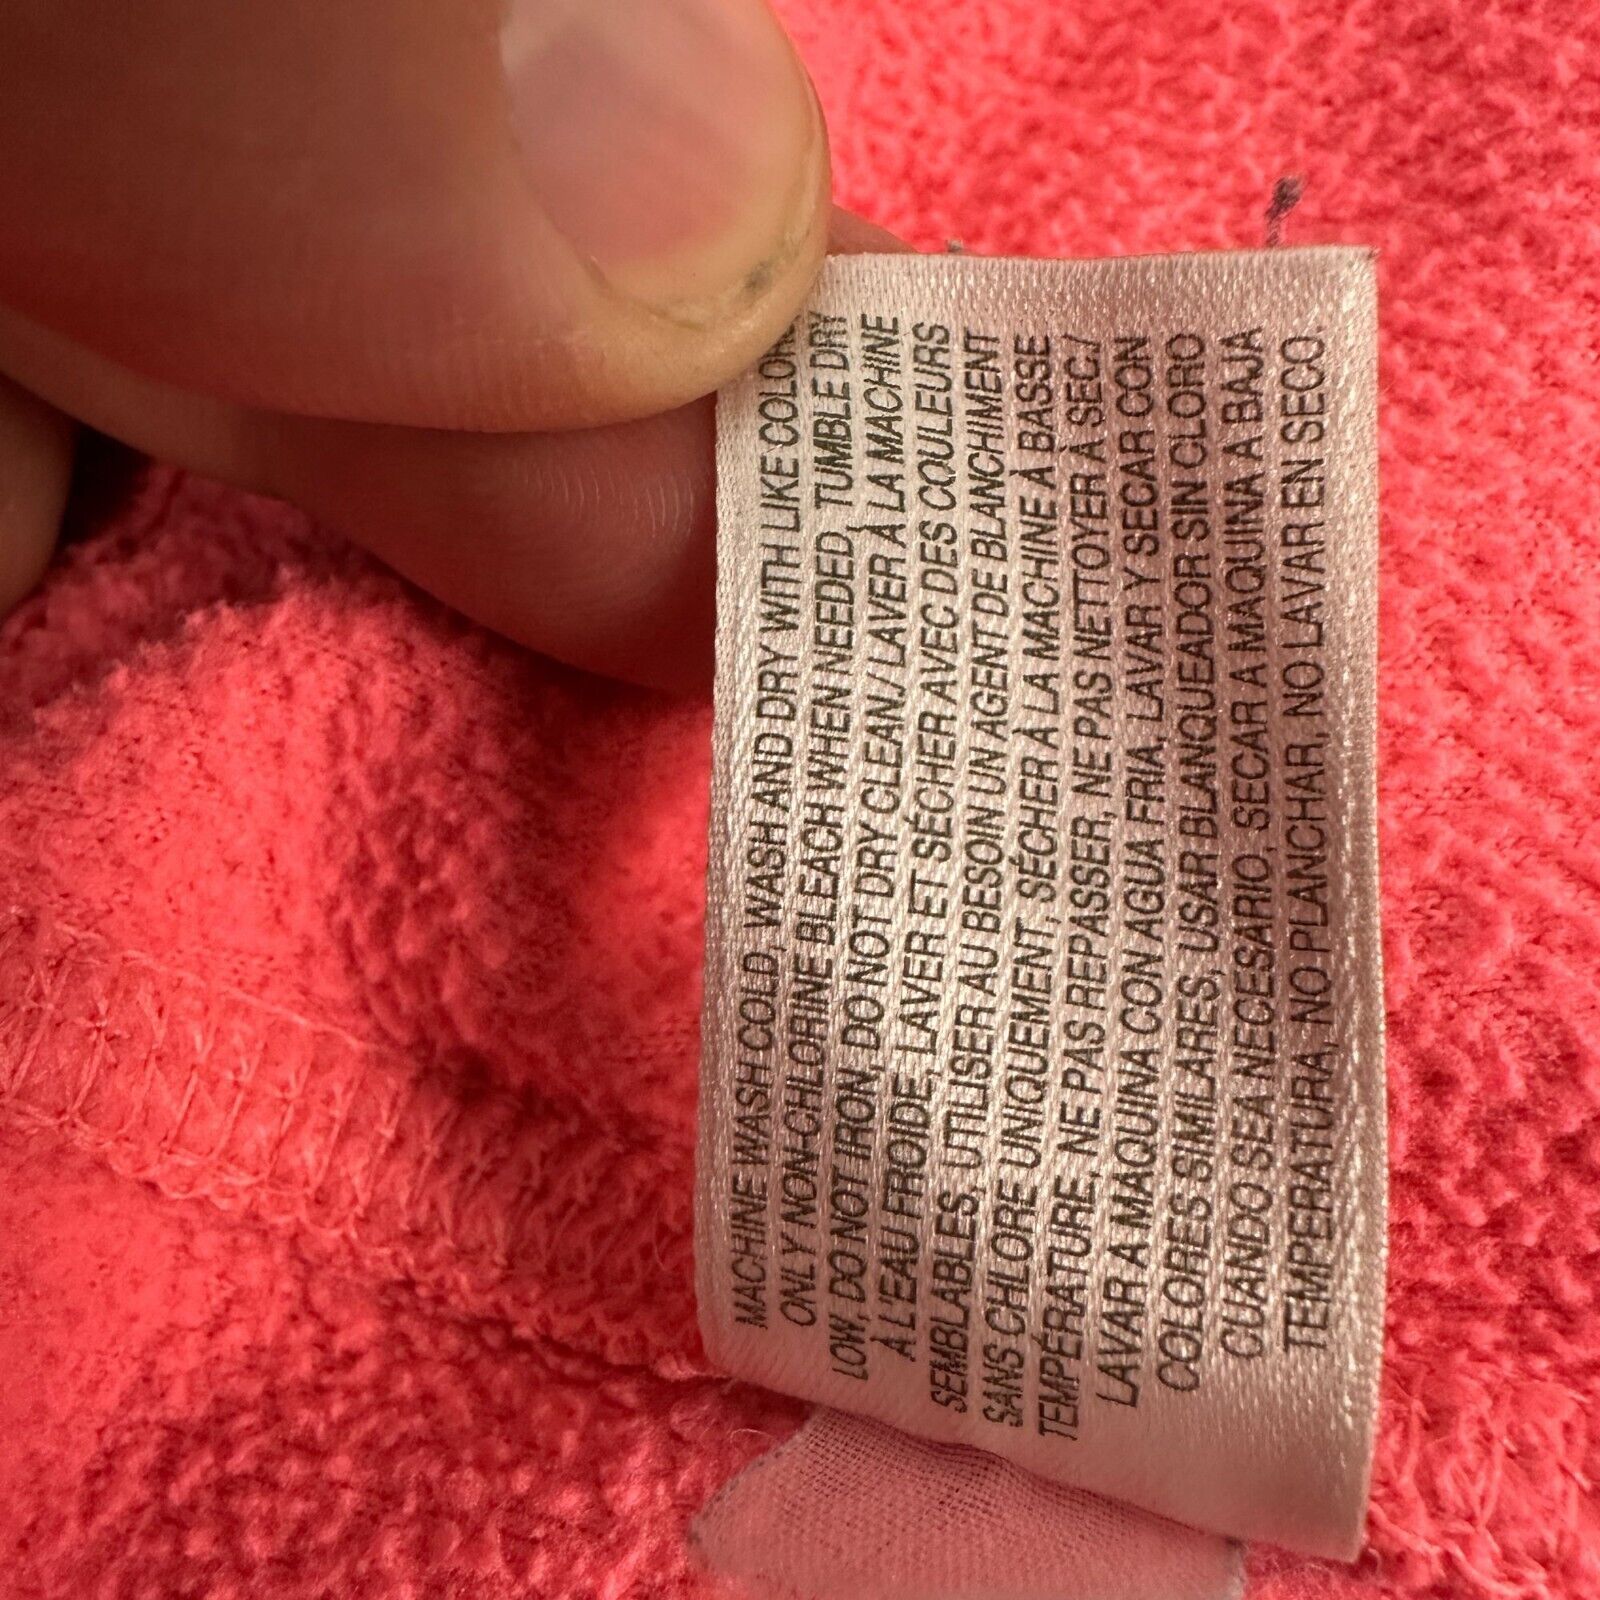 MACHINE WASH COLD, WASH AND DRY WITH LIKE COLORS
ONLY NON-CHLORINE BLEACH WHEN NEEDED, TUMBLE DRY
LOW, DO NOT IRON, DO NOT DRY CLEAN / LAVER À LA MACHINE
À L'EAU FROIDE, LAVER ET SÉCHER AVEC DES COULEURS
SEMBLABLES, UTILISER AU BESOIN UN AGENT DE BLANCHIMENT
SANS CHLORE UNIQUEMENT, SÉCHER À LA MACHINE À BASSE
TEMPÉRATURE, NE PAS REPASSER, NE PAS NETTOYER À SEC /
LAVAR A MAQUINA CON AGUA FRIA, LAVAR Y SECAR CON
COLORES SIMILARES, USAR BLANQUEADOR SIN CLORO
CUANDO SEA NECESARIO, SECAR A MAQUINA A BAJA
TEMPERATURA, NO PLANCHAR, NO LAVAR EN SECO.